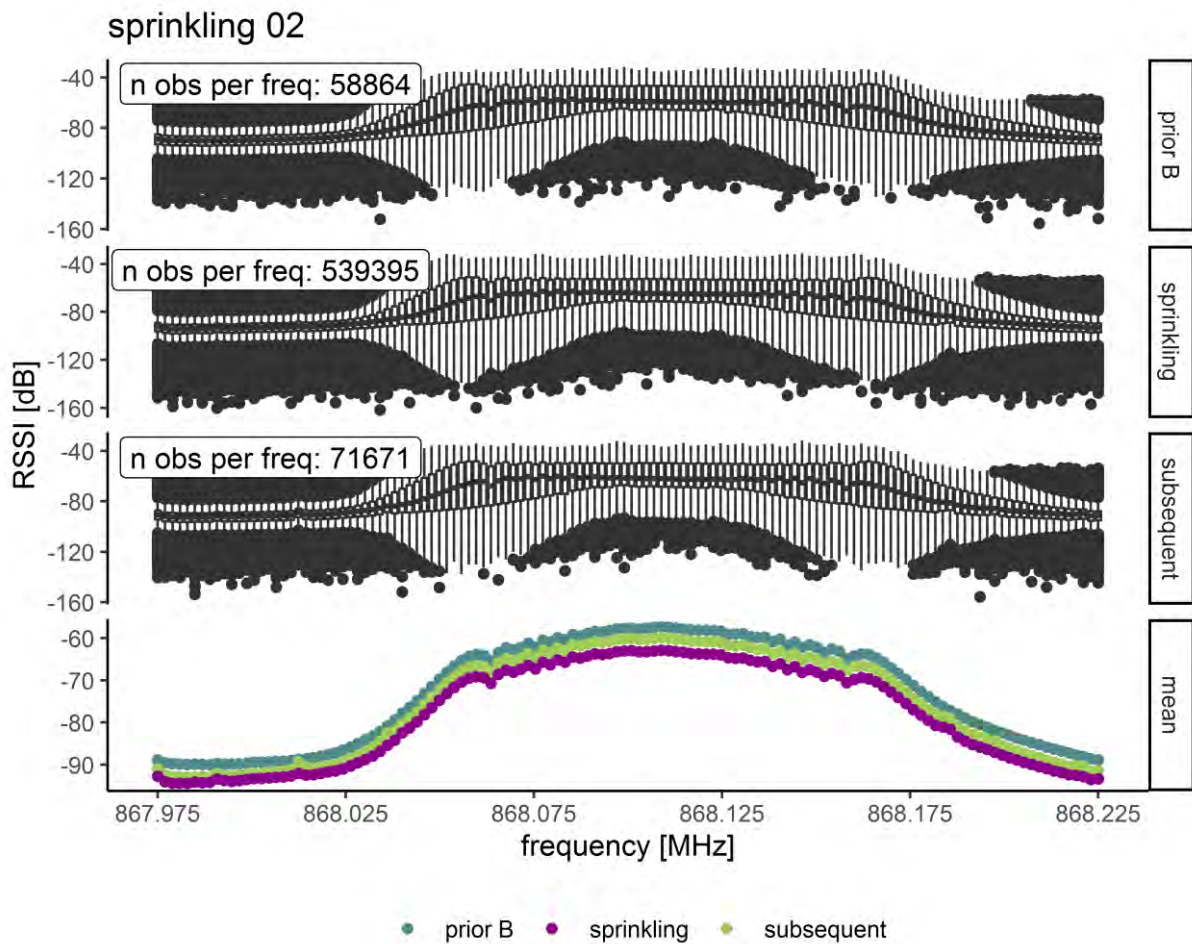 sprinkling 02
n obs per freq: 58864
-40
-80
-120
-160
prior B
n obs per freq: 539395
-40
-80
-120
-160
sprinkling
n obs per freq: 71671
-40
-80
-120
-160
subsequent
-60
-70
-80
-90
mean
RSSI [dB]
867.975 868.025 868.075 868.125 868.175 868.225
frequency [MHz]
prior B sprinkling subsequent